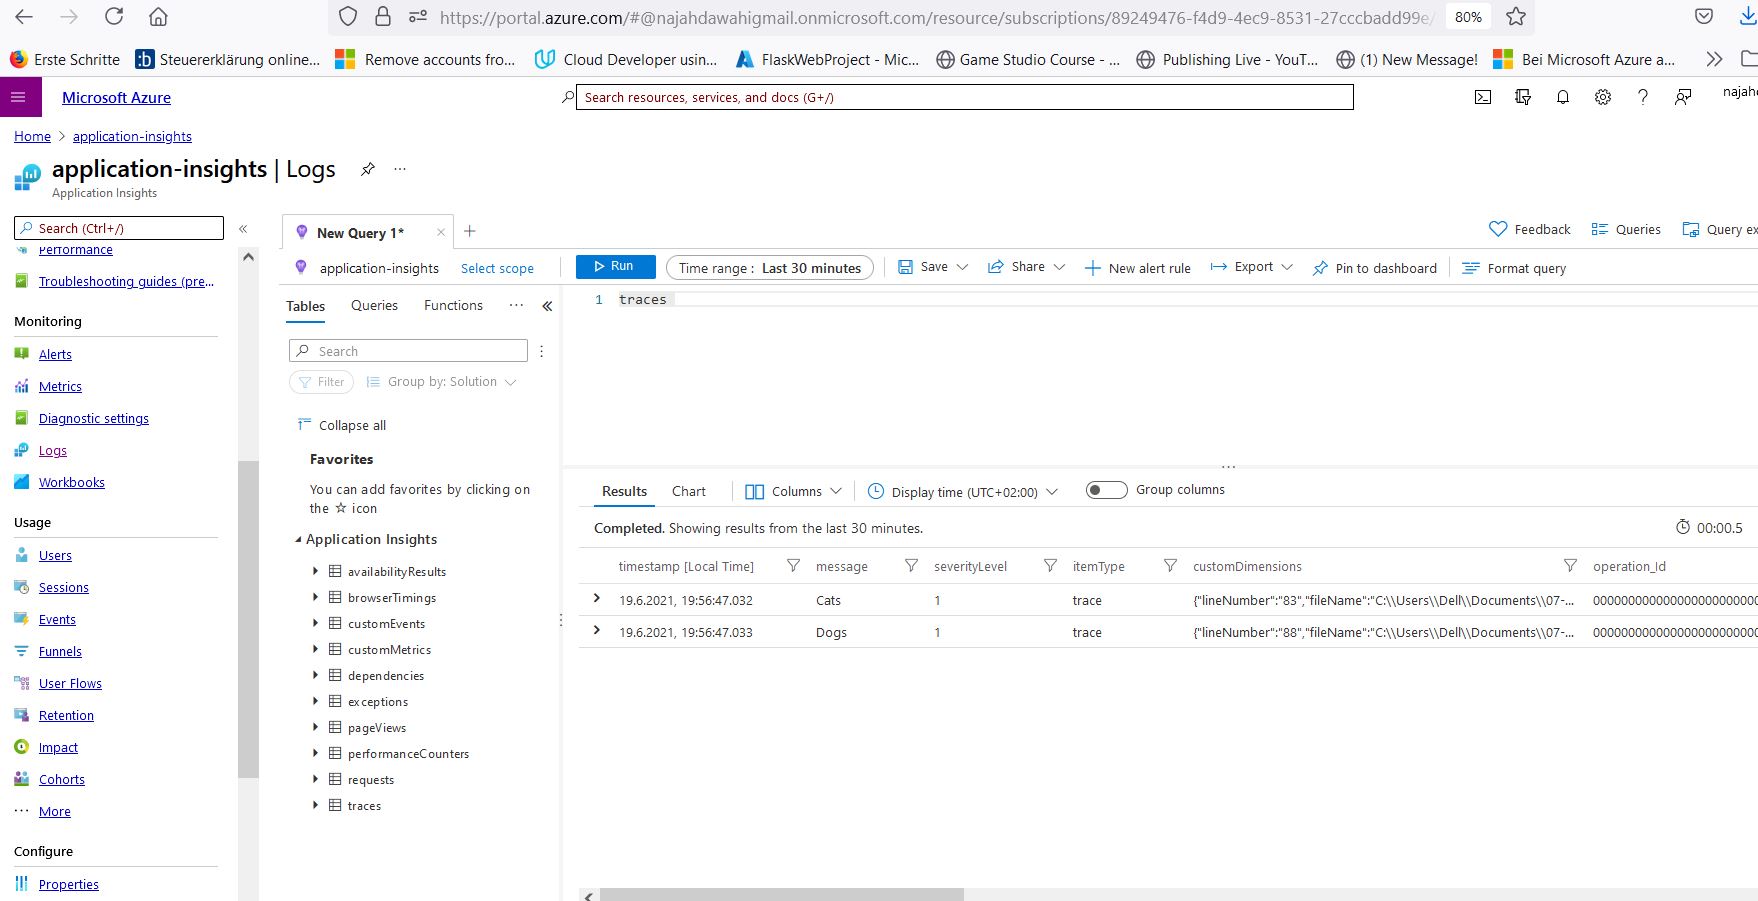 https://portal.azure.com/#@najahdawahigmail.onmicrosoft.com/resource/subscriptions/89249476-f4d9-4ec9-8531-27cccbadd99e/
80%
Erste Schritte
Steuererklärung online...
Remove accounts fro...
Cloud Developer usin...
FlaskWebProject - Mic...
Game Studio Course - ...
Publishing Live - YouT...
(1) New Message!
Bei Microsoft Azure a...
Microsoft Azure
Search resources, services, and docs (G+/)
najah
Home > application-insights
application-insights | Logs
Application Insights
Search (Ctrl+/)
Performance
Troubleshooting guides (pre...
Monitoring
Alerts
Metrics
Diagnostic settings
Logs
Workbooks
Usage
Users
Sessions
Events
Funnels
User Flows
Retention
Impact
Cohorts
More
Configure
Properties
New Query 1*
Feedback
Queries
Query ex
application-insights
Select scope
Run
Time range : Last 30 minutes
Save
Share
New alert rule
Export
Pin to dashboard
Format query
Tables
Queries
Functions
Search
Filter
Group by: Solution
Collapse all
Favorites
You can add favorites by clicking on
the ☆ icon
Application Insights
availabilityResults
browserTimings
customEvents
customMetrics
dependencies
exceptions
pageViews
performanceCounters
requests
traces
1 traces
Results
Chart
Columns
Display time (UTC+02:00)
Group columns
Completed. Showing results from the last 30 minutes.
00:00.5
timestamp [Local Time] message severityLevel itemType customDimensions operation_Id
19.6.2021, 19:56:47.032 Cats 1 trace {"lineNumber":"83","fileName":"C:\\Users\\Dell\\Documents\\07-... 00000000000000000000000
19.6.2021, 19:56:47.033 Dogs 1 trace {"lineNumber":"88","fileName":"C:\\Users\\Dell\\Documents\\07-... 00000000000000000000000